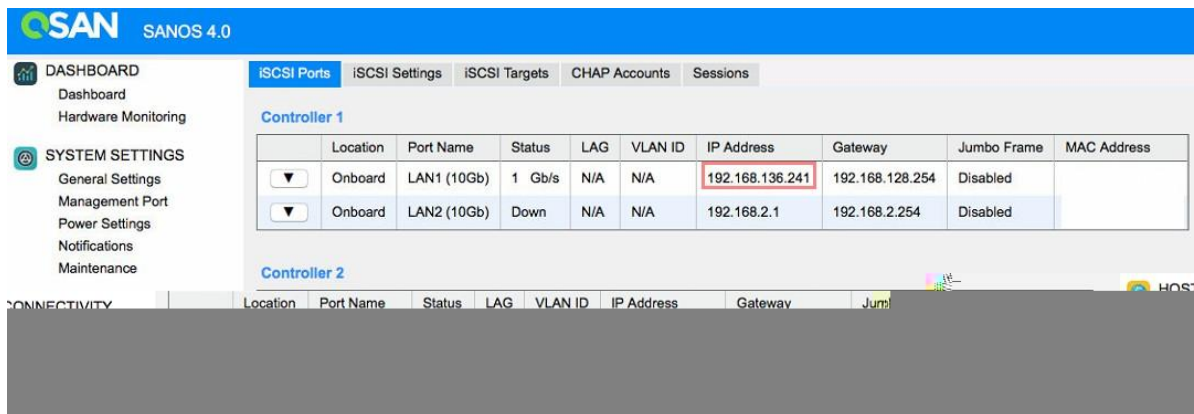 QSAN SANOS 4.0
DASHBOARD
Dashboard
Hardware Monitoring
SYSTEM SETTINGS
General Settings
Management Port
Power Settings
Notifications
Maintenance
CONNECTIVITY
iSCSI Ports iSCSI Settings iSCSI Targets CHAP Accounts Sessions
Controller 1
Location Port Name Status LAG VLAN ID IP Address Gateway Jumbo Frame MAC Address
▼ Onboard LAN1 (10Gb) 1 Gb/s N/A N/A 192.168.136.241 192.168.128.254 Disabled
▼ Onboard LAN2 (10Gb) Down N/A N/A 192.168.2.1 192.168.2.254 Disabled
Controller 2
Location Port Name Status LAG VLAN ID IP Address Gateway